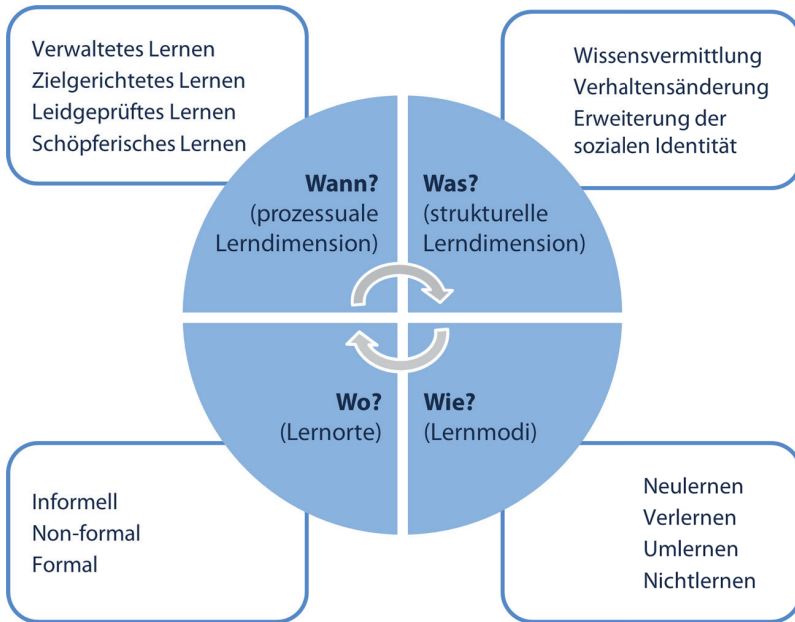 Verwaltetes Lernen
Zielgerichtetes Lernen
Leidgeprüftes Lernen
Schöpferisches Lernen
Wissensvermittlung
Verhaltensänderung
Erweiterung der
sozialen Identität
Wann?
(prozessuale
Lerndimension)
Was?
(strukturelle
Lerndimension)
Wo?
(Lernorte)
Wie?
(Lernmodi)
Informell
Non-formal
Formal
Neulernen
Verlernen
Umlernen
Nichtlernen